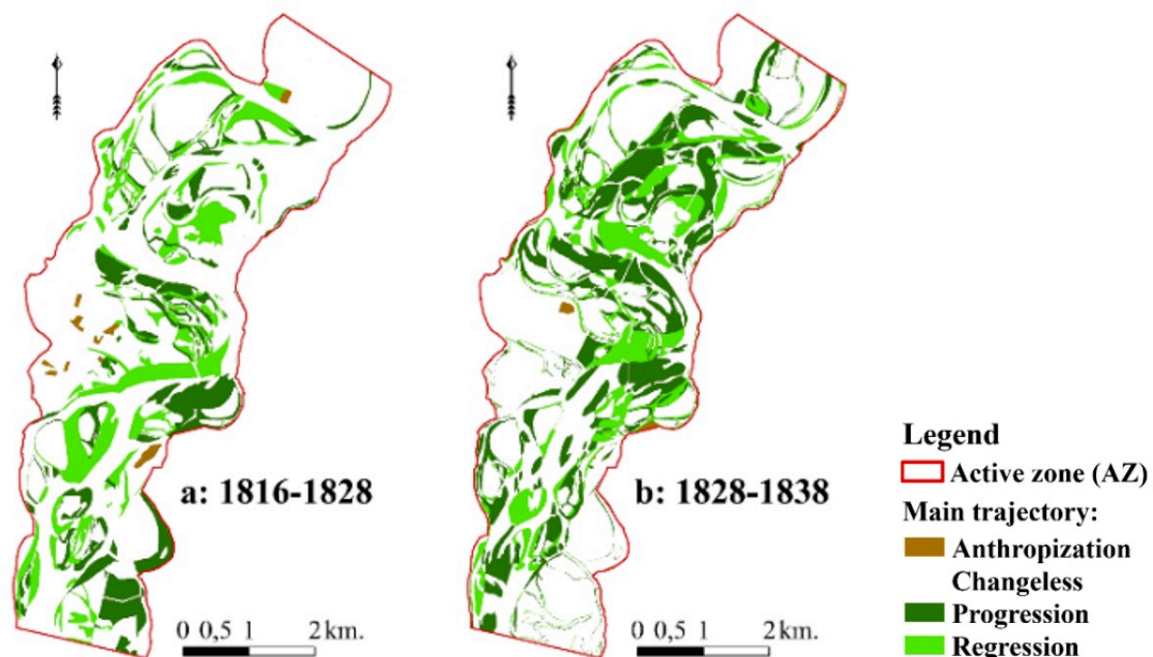 a: 1816-1828
0 0,5 1 2 km.
b: 1828-1838
0 0,5 1 2 km.
Legend
Active zone (AZ)
Main trajectory:
Anthropization
Changeless
Progression
Regression